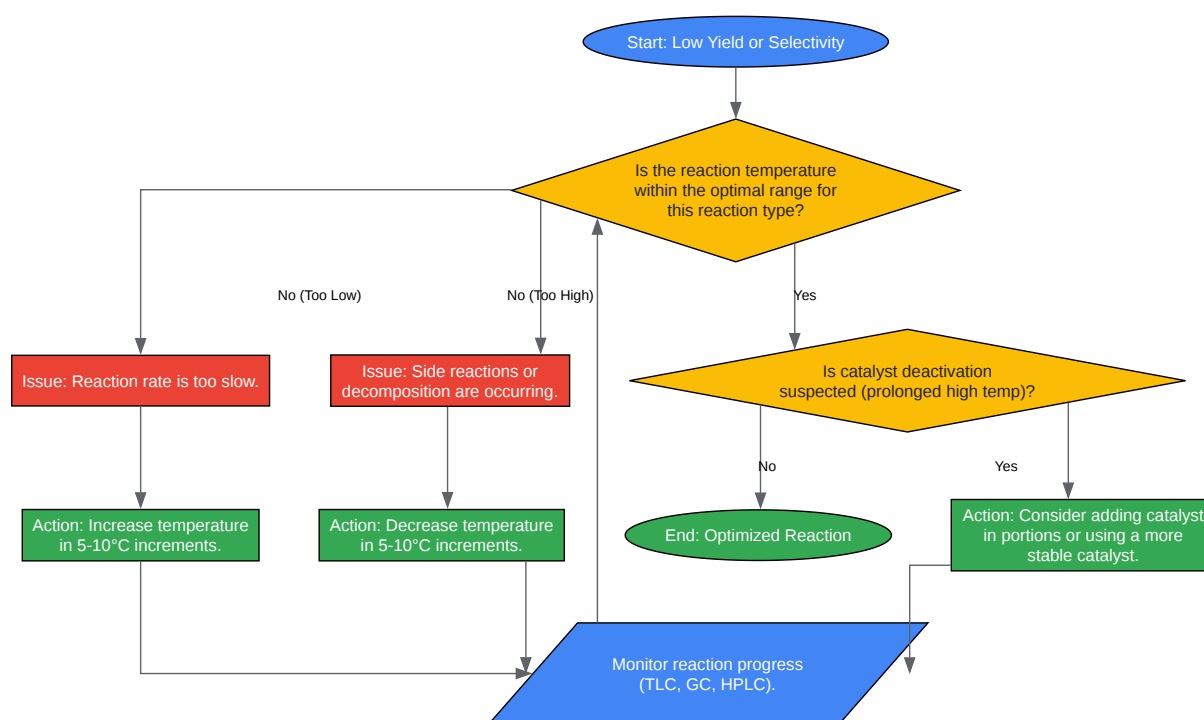 Start: Low Yield or Selectivity
Is the reaction temperature
within the optimal range for
this reaction type?
No (Too Low)
No (Too High)
Yes
Issue: Reaction rate is too slow.
Issue: Side reactions or
decomposition are occurring.
Is catalyst deactivation
suspected (prolonged high temp)?
No
Yes
Action: Increase temperature
in 5-10°C increments.
Action: Decrease temperature
in 5-10°C increments.
End: Optimized Reaction
Action: Consider adding catalyst
in portions or using a more
stable catalyst.
Monitor reaction progress
(TLC, GC, HPLC).